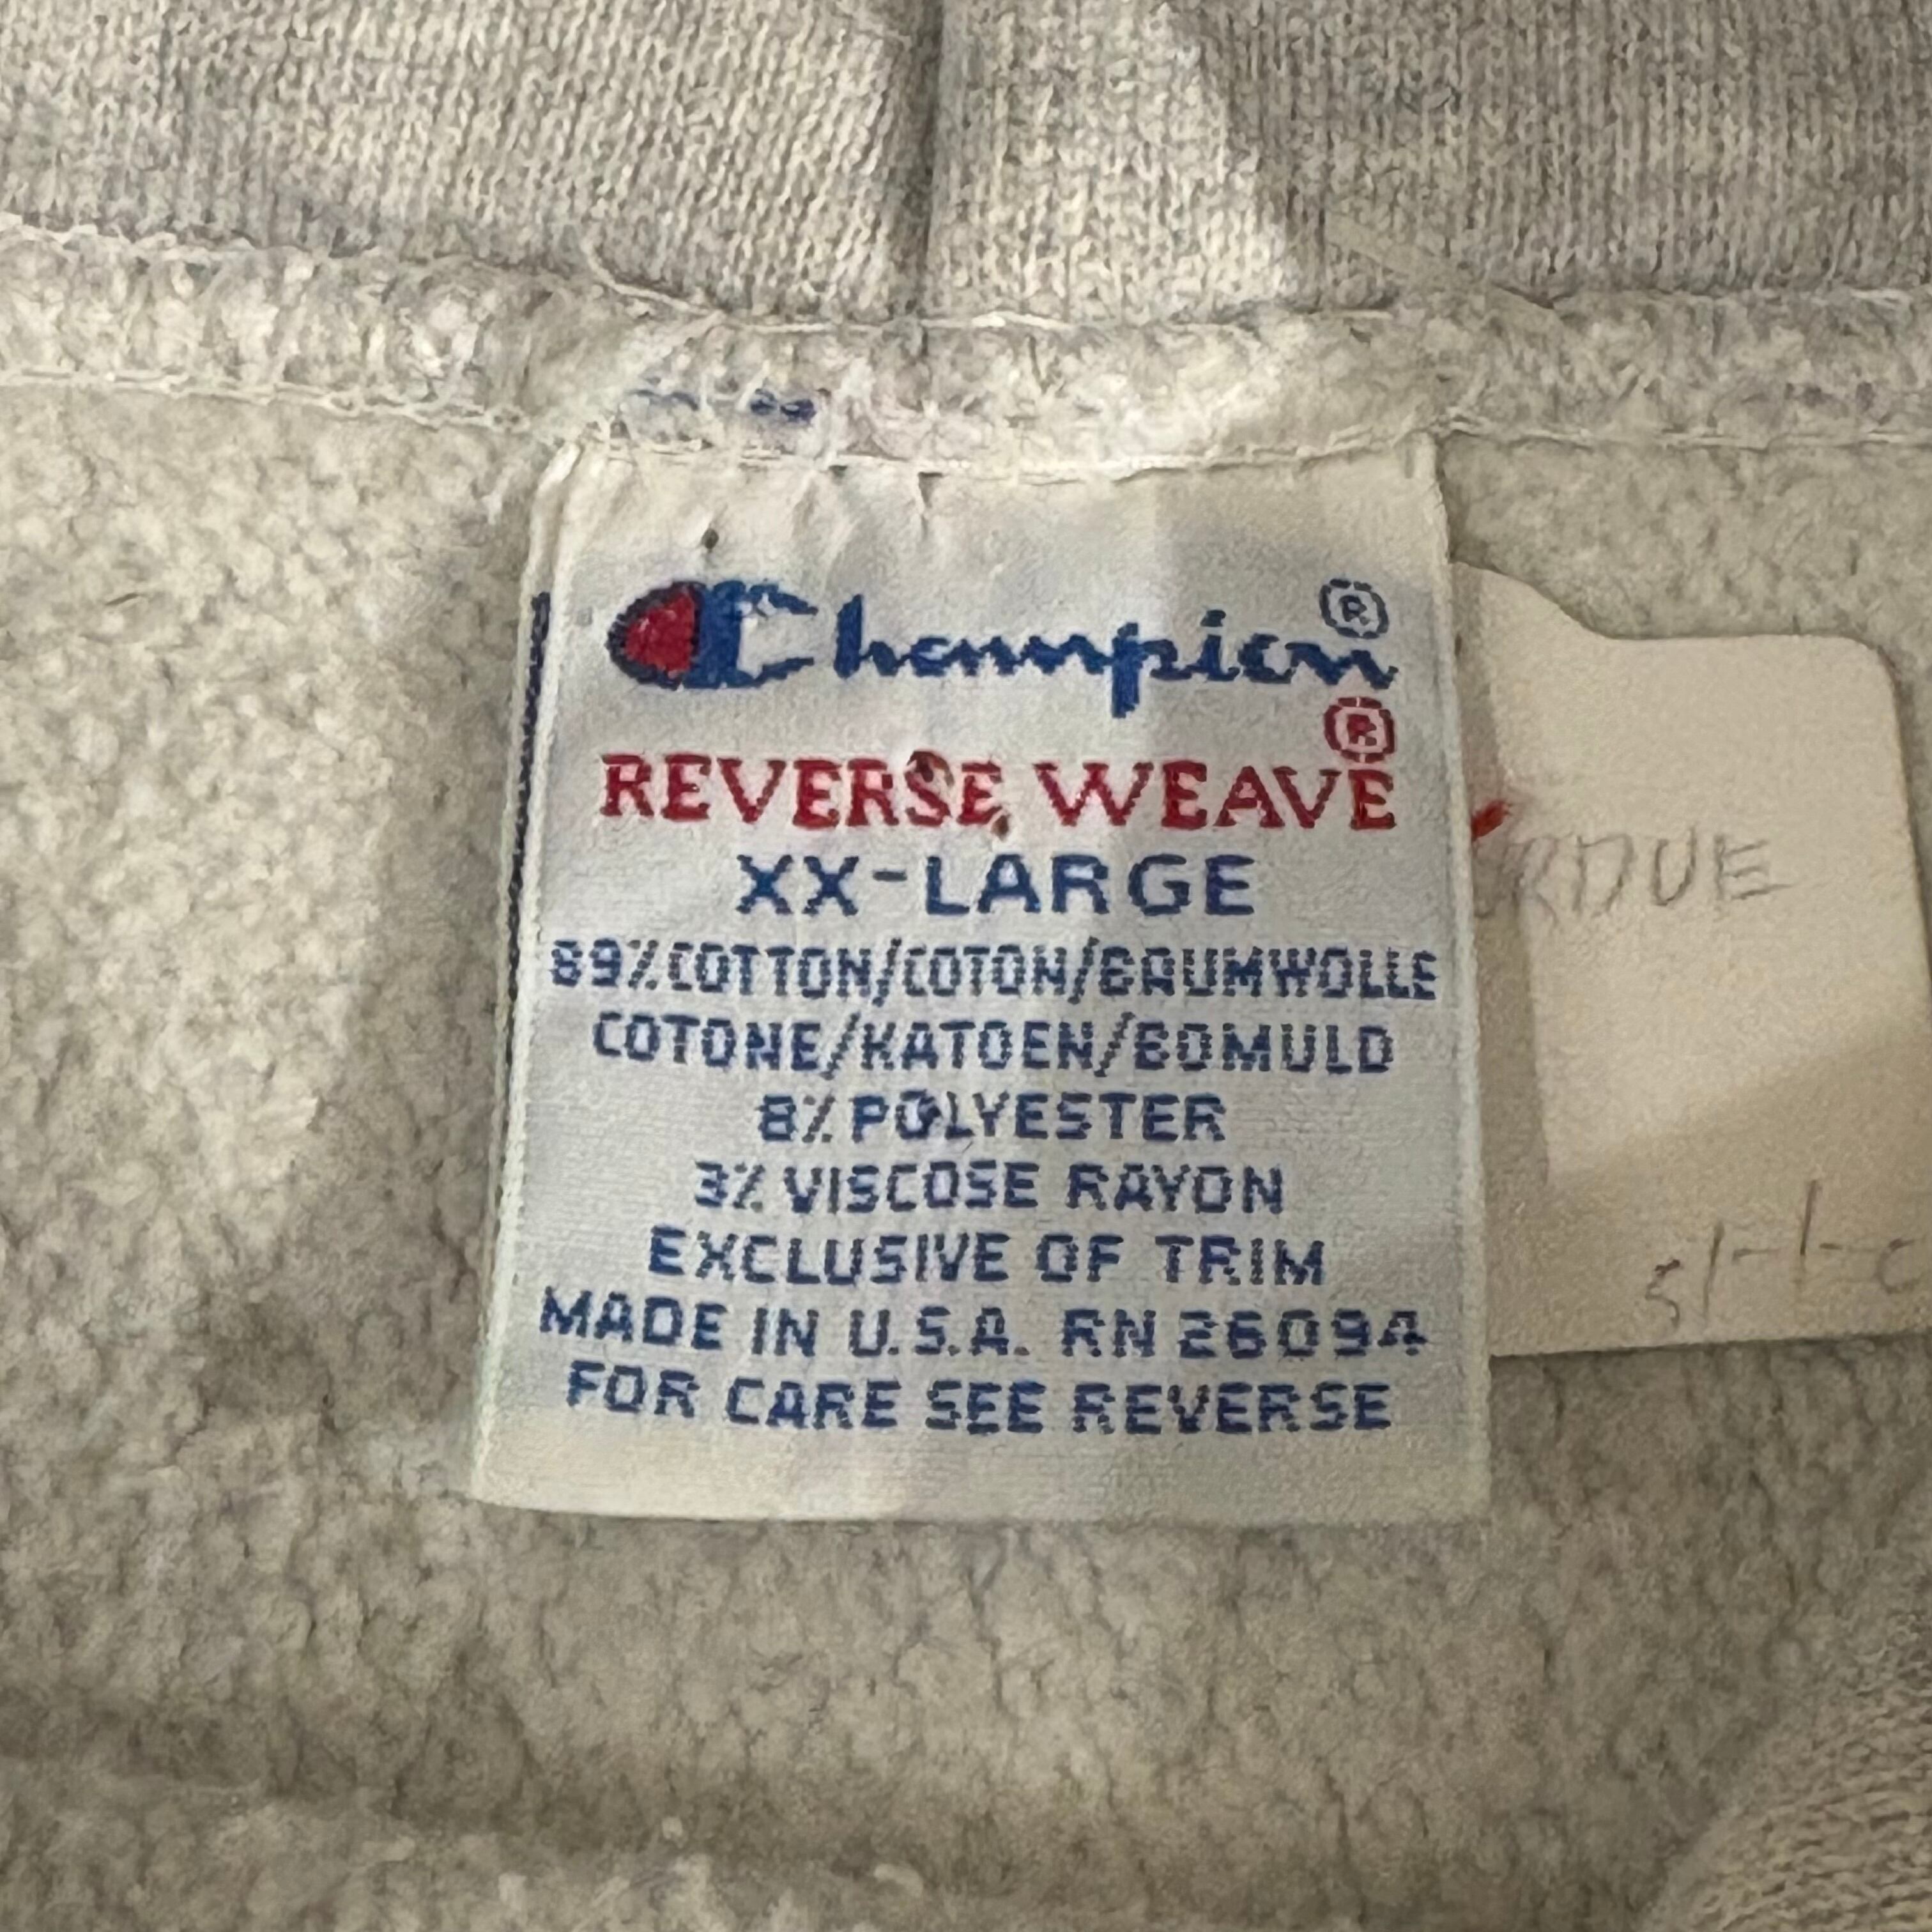 Champion®
REVERSE WEAVE®
XX-LARGE
89% COTTON/COTON/BAUMWOLLE
COTONE/KATOEN/BOMULD
8% POLYESTER
3% VISCOSE RAYON
EXCLUSIVE OF TRIM
MADE IN U.S.A. RN 26094
FOR CARE SEE REVERSE
RDUE